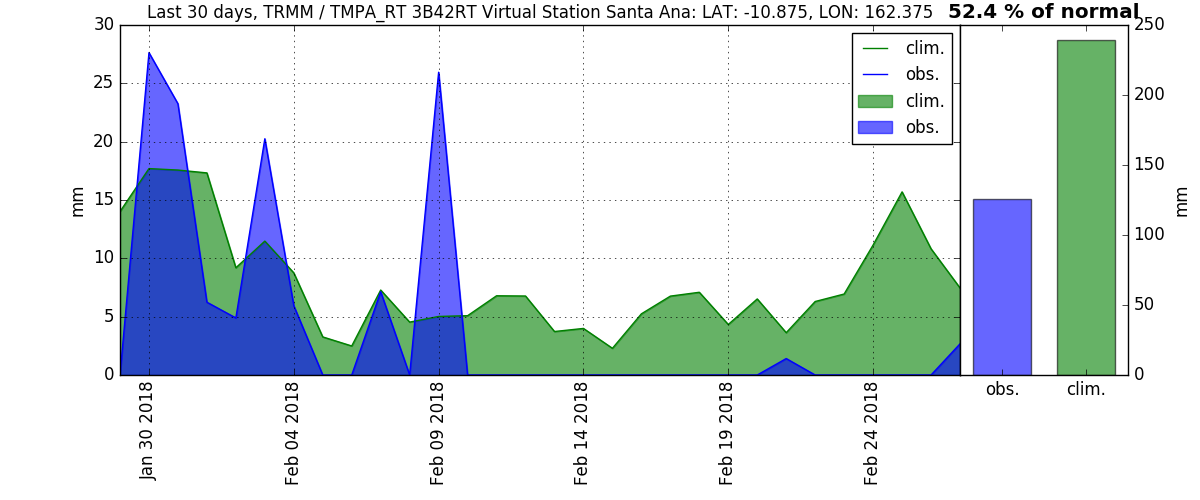 Last 30 days, TRMM / TMPA_RT 3B42RT Virtual Station Santa Ana: LAT: -10.875, LON: 162.375
52.4 % of normal
30
25
20
15
10
5
0
mm
clim.
obs.
clim.
obs.
Jan 30 2018
Feb 04 2018
Feb 09 2018
Feb 14 2018
Feb 19 2018
Feb 24 2018
250
200
150
100
50
0
mm
obs.
clim.